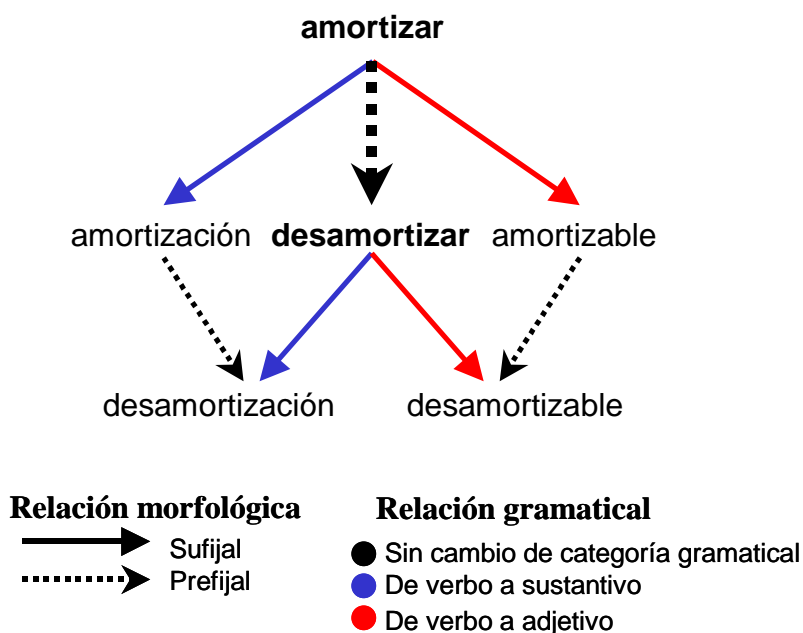 amortizar
amortización desamortizar amortizable
desamortización desamortizable
Relación morfológica
Sufijal
Prefijal
Relación gramatical
Sin cambio de categoría gramatical
De verbo a sustantivo
De verbo a adjetivo